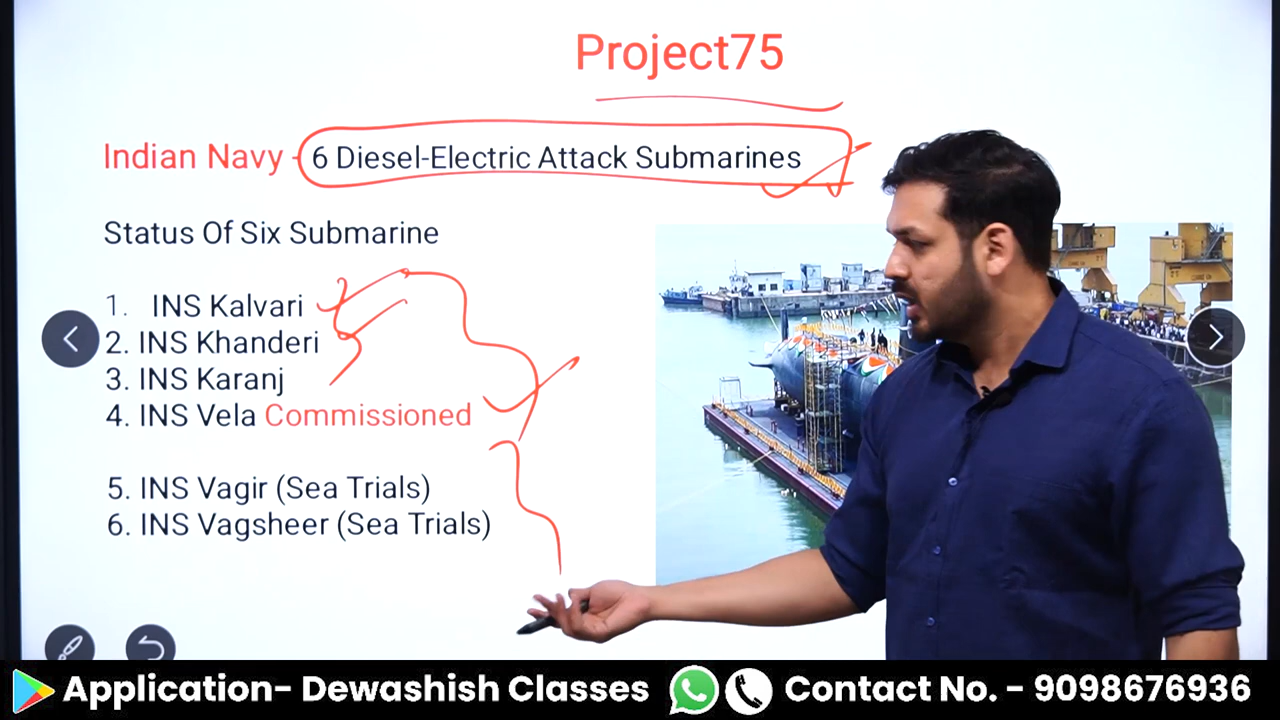 Project75
Indian Navy - 6 Diesel-Electric Attack Submarines
Status Of Six Submarine
1. INS Kalvari
2. INS Khanderi
3. INS Karanj
4. INS Vela Commissioned
5. INS Vagir (Sea Trials)
6. INS Vagsheer (Sea Trials)
Application- Dewashish Classes Contact No. - 9098676936